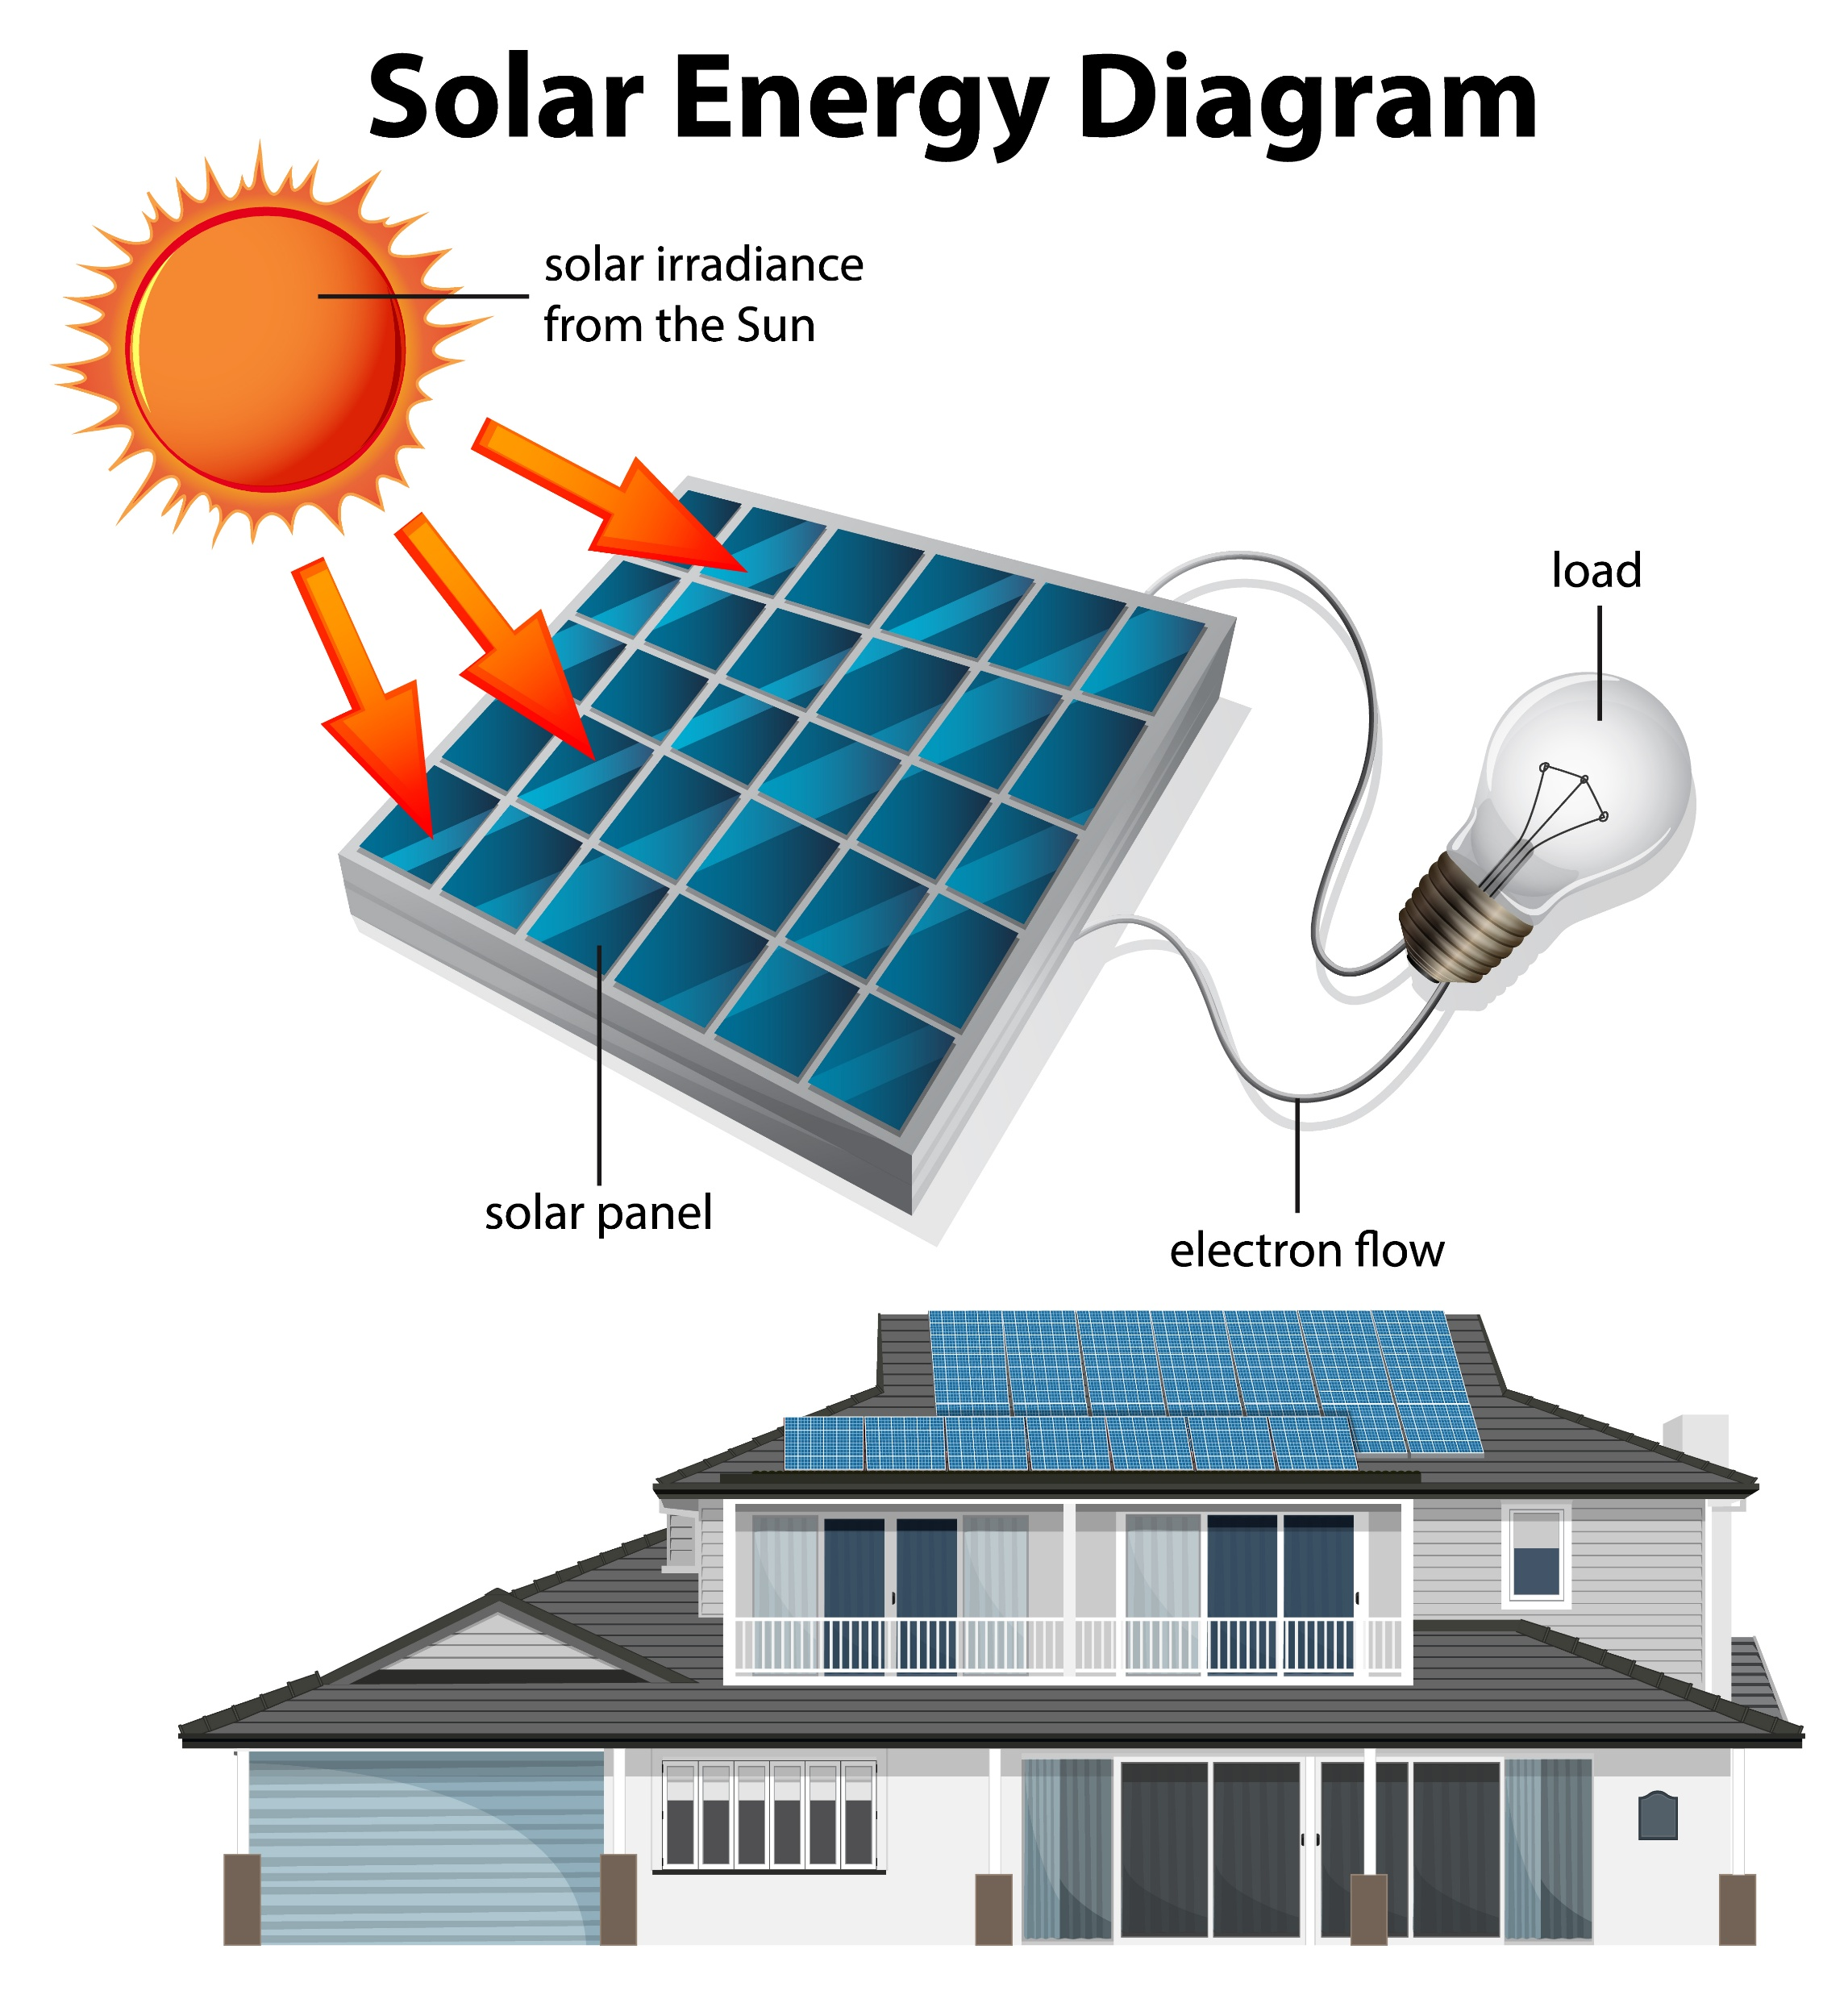 Solar Energy Diagram
solar irradiance
from the Sun
load
solar panel
electron flow